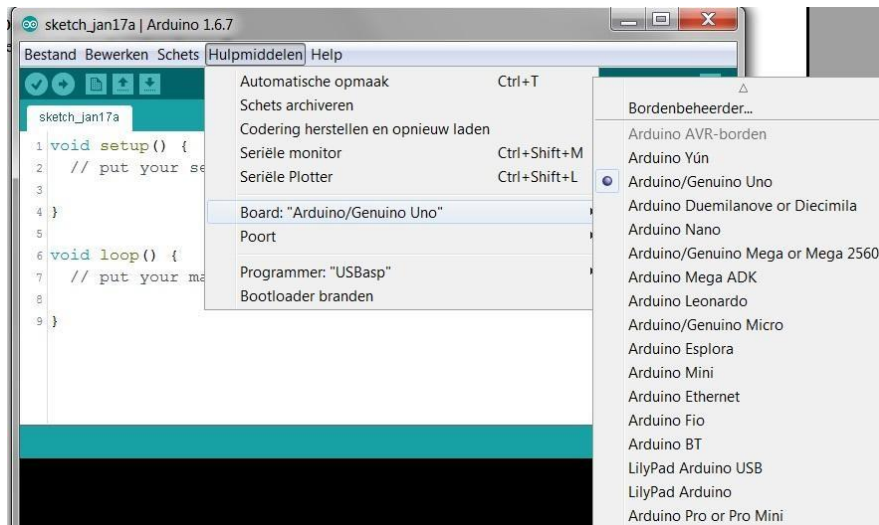 sketch_jan17a | Arduino 1.6.7
Bestand Bewerken Schets Hulpmiddelen Help
sketch_jan17a
1 void setup() {
2 // put your se
3
4 }
5
6 void loop() {
7 // put your ma
8
9 }
Automatische opmaak Ctrl+T
Schets archiveren
Codering herstellen en opnieuw laden
Seriële monitor Ctrl+Shift+M
Seriële Plotter Ctrl+Shift+L
Board: "Arduino/Genuino Uno"
Poort
Programmer: "USBasp"
Bootloader branden
Bordenbeheerder...
Arduino AVR-borden
Arduino Yún
Arduino/Genuino Uno
Arduino Duemilanove or Diecimila
Arduino Nano
Arduino/Genuino Mega or Mega 2560
Arduino Mega ADK
Arduino Leonardo
Arduino/Genuino Micro
Arduino Esplora
Arduino Mini
Arduino Ethernet
Arduino Fio
Arduino BT
LilyPad Arduino USB
LilyPad Arduino
Arduino Pro or Pro Mini